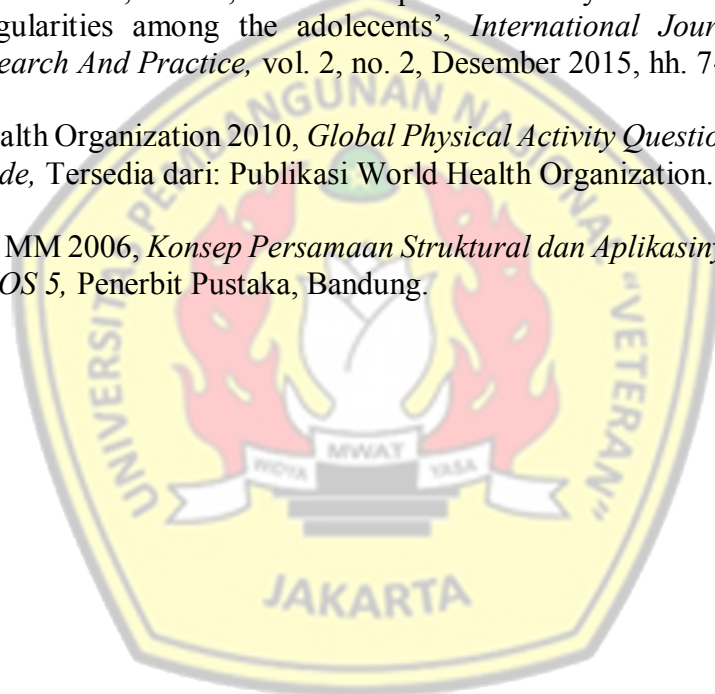 gularities among the adolecents’, International Jour
earch And Practice, vol. 2, no. 2, Desember 2015, hh. 7-
alth Organization 2010, Global Physical Activity Questio
de, Tersedia dari: Publikasi World Health Organization.
MM 2006, Konsep Persamaan Struktural dan Aplikasiny
OS 5, Penerbit Pustaka, Bandung.
UNIVERSITAS PEMBANGUNAN NASIONAL “VETERAN”
WIDYA MWAT YASA
JAKARTA